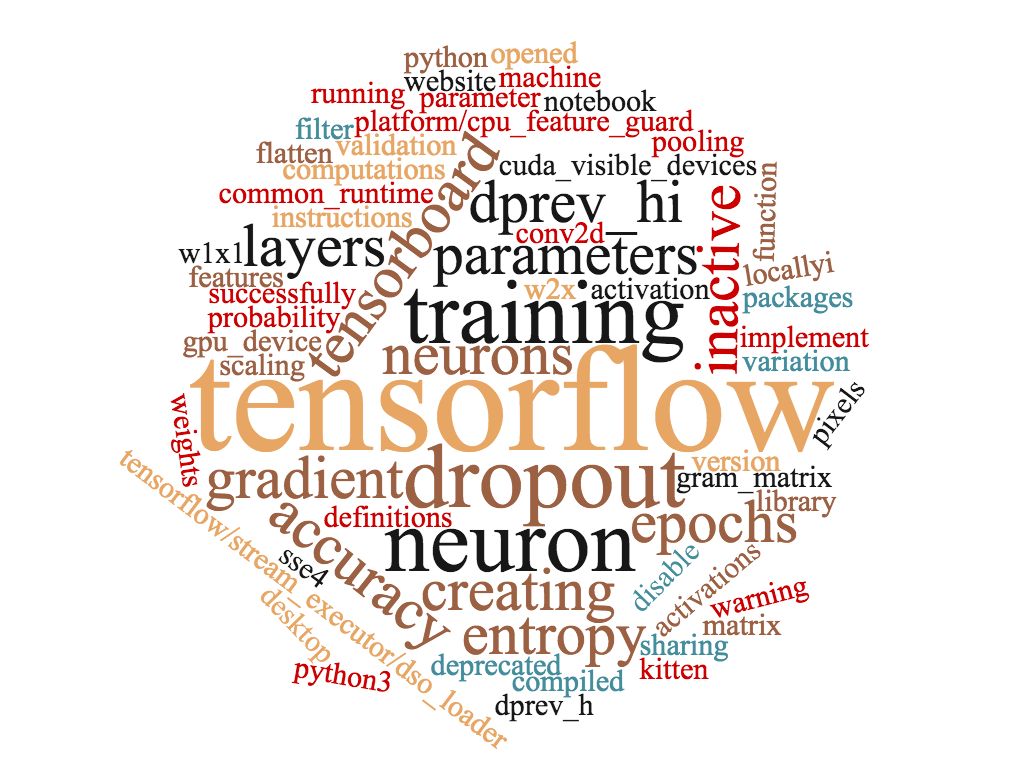 python opened
website machine
running parameter notebook
filter platform/cpu_feature_guard
flatten validation pooling
computations cuda_visible_devices
common_runtime dprev_hi
instructions tensorboard inactive function
w1x1 layers conv2d
parameters locallyi
features w2x activation packages
successfully training
probability implement
gpu_device neurons variation
scaling
tensorflow pixels
weights
version
gradient dropout gram_matrix
library
tensorflow/stream_executor/dso_loader
accuracy definitions epochs
sse4 neuron
disable activations
desktop creating warning
entropy matrix
sharing
python3 deprecated kitten
compiled
dprev_h